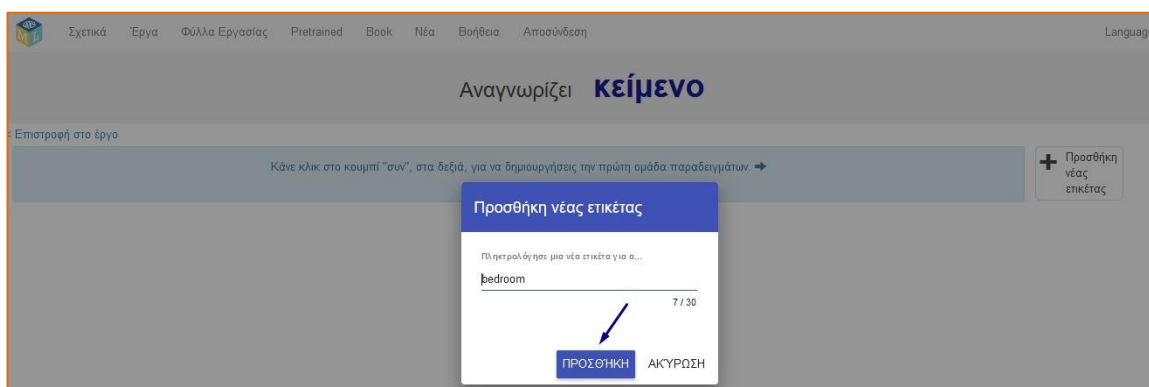 Σχετικά Έργα Φύλλα Εργασίας Pretrained Book Νέα Βοήθεια Αποσύνδεση Languag
Αναγνωρίζει κείμενο
< Επιστροφή στο έργο
Κάνε κλικ στο κουμπί "συν", στα δεξιά, για να δημιουργήσεις την πρώτη ομάδα παραδειγμάτων.
Προσθήκη
νέας
ετικέτας
Προσθήκη νέας ετικέτας
Πληκτρολόγησε μια νέα ετικέτα για α...
bedroom
7 / 30
ΠΡΟΣΘΉΚΗ ΑΚΎΡΩΣΗ